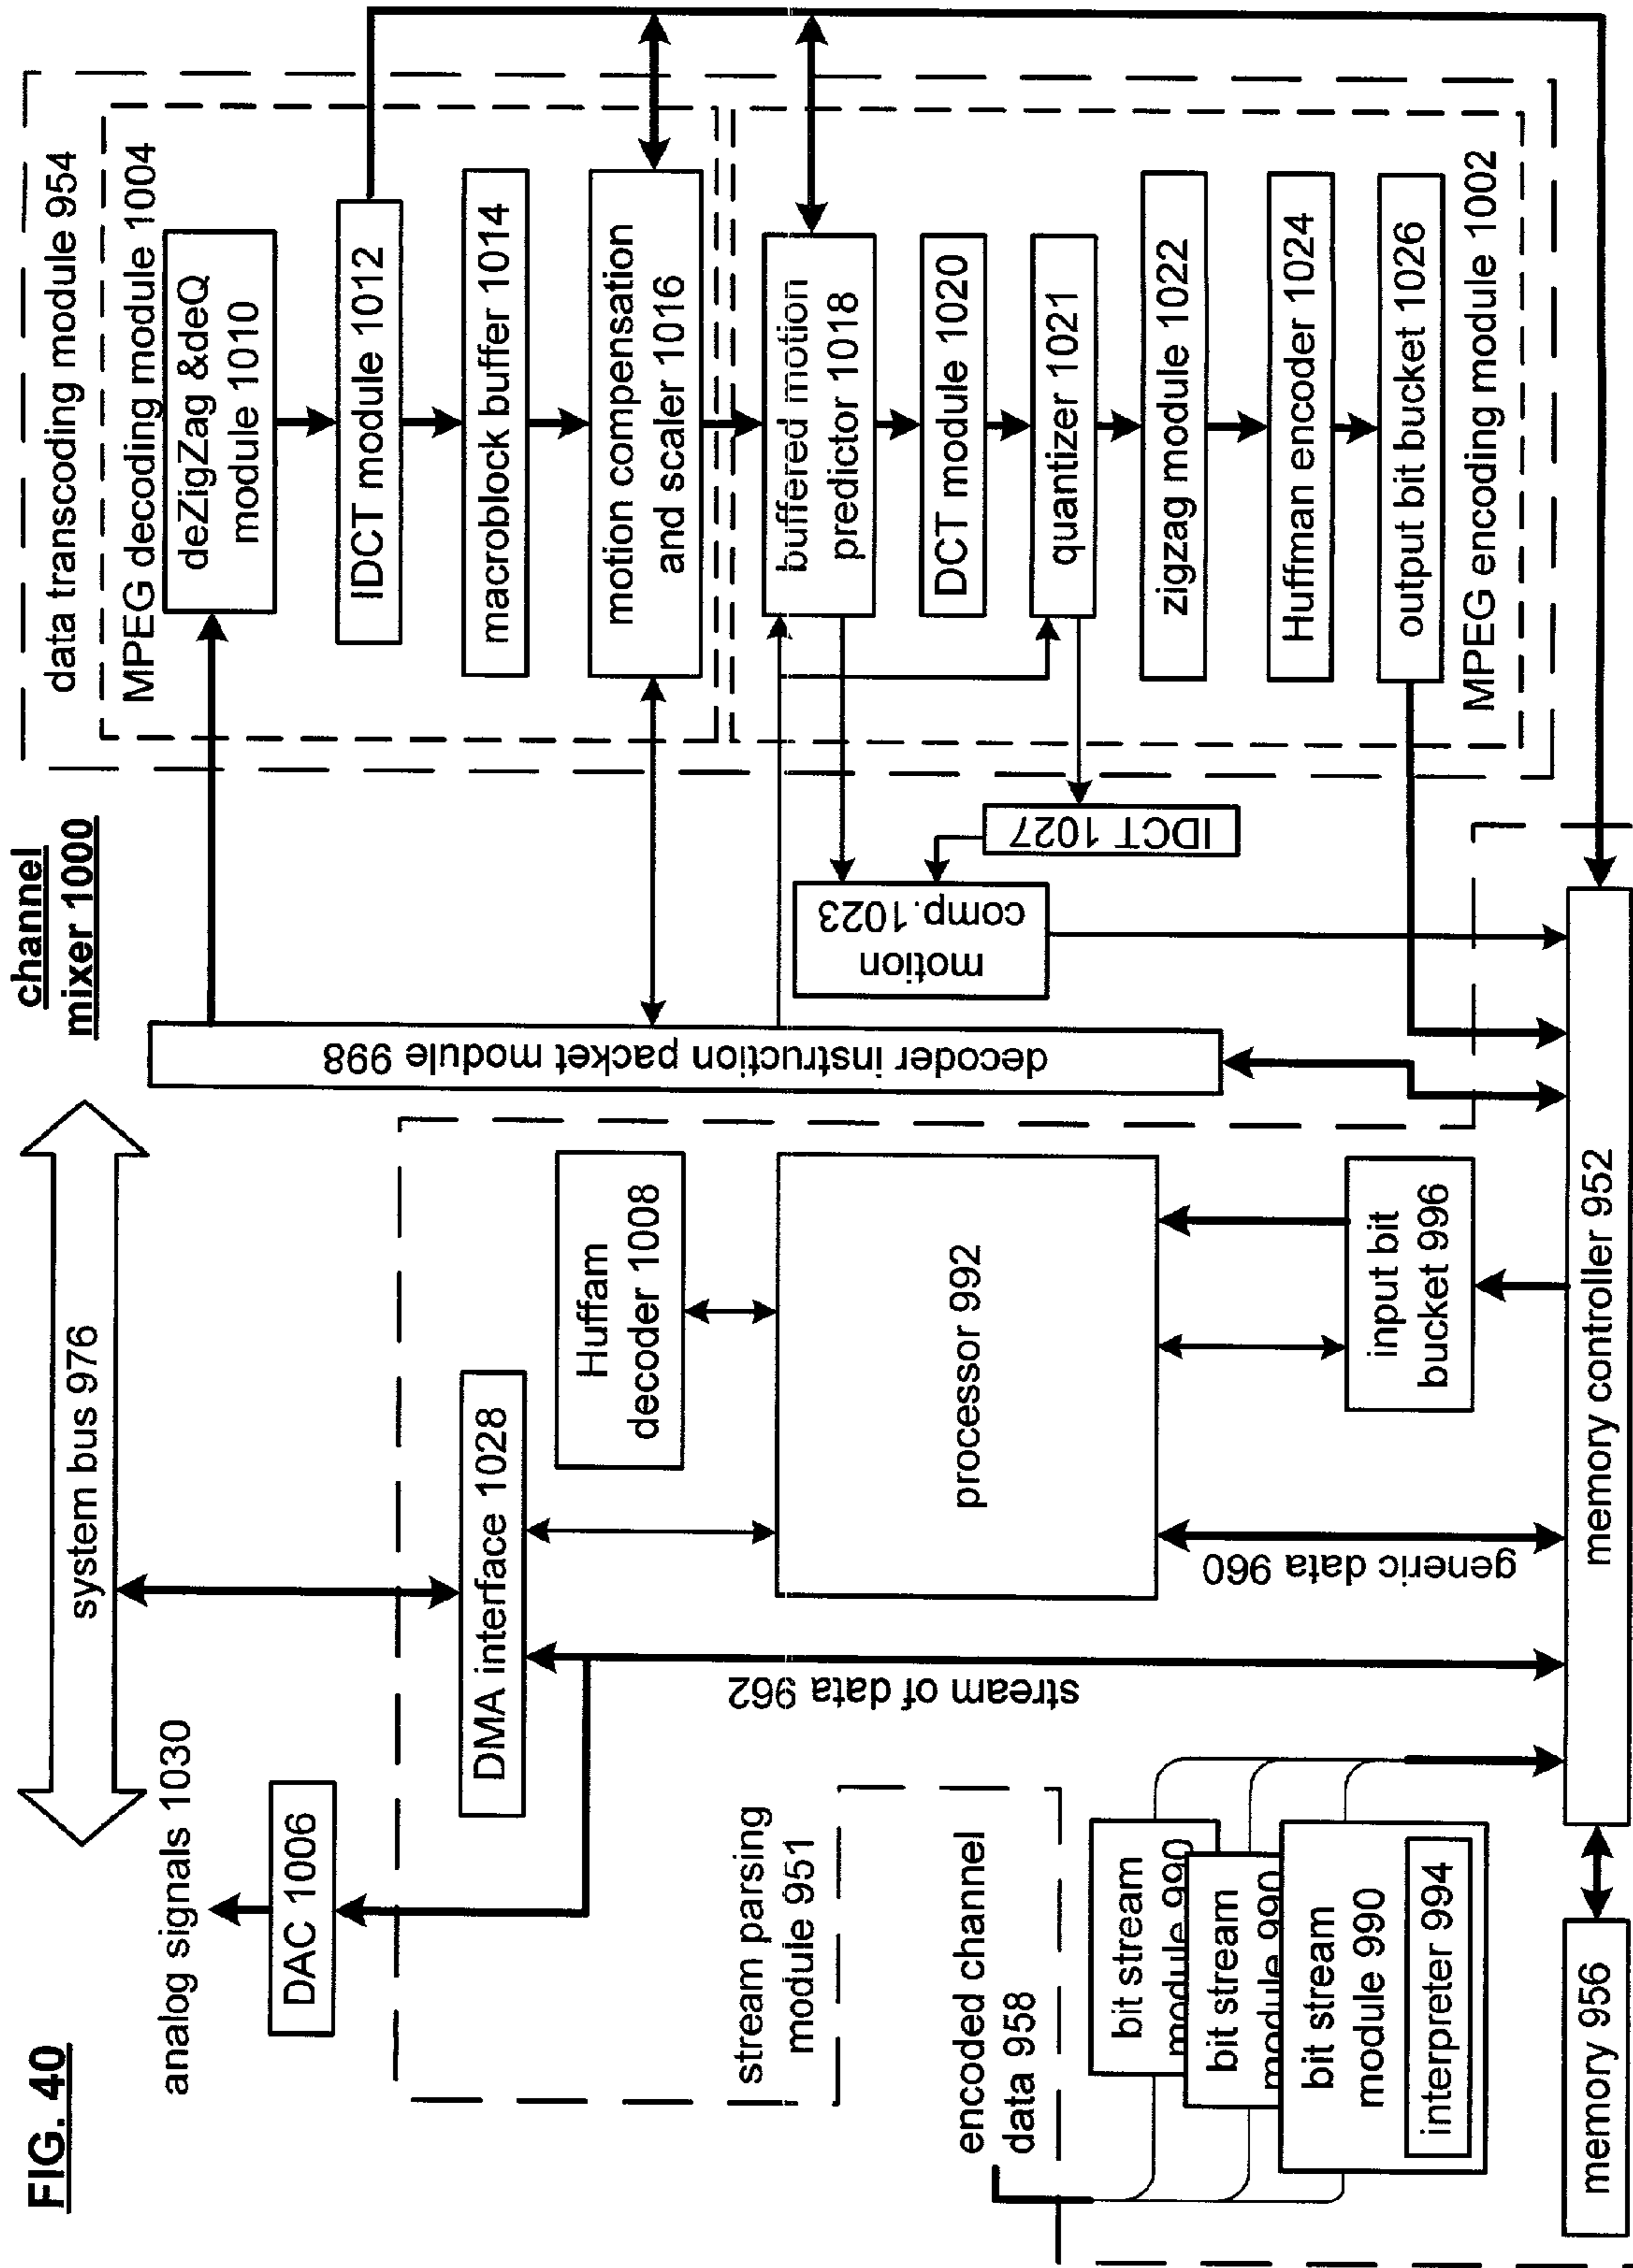 FIG. 40
channel
mixer 1000
system bus 976
analog signals 1030
DAC 1006
DMA interface 1028
Huffam
decoder 1008
processor 992
input bit
bucket 996
generic data 960
stream of data 962
stream parsing
module 951
encoded channel
data 958
bit stream
module 990
bit stream
module 990
bit stream
module 990
interpreter 994
memory 956
memory controller 952
decoder instruction packet module 998
motion
comp. 1023
IDCT 1027
data transcoding module 954
MPEG decoding module 1004
deZigZag &deQ
module 1010
IDCT module 1012
macroblock buffer 1014
motion compensation
and scaler 1016
buffered motion
predictor 1018
DCT module 1020
quantizer 1021
zigzag module 1022
Huffman encoder 1024
output bit bucket 1026
MPEG encoding module 1002